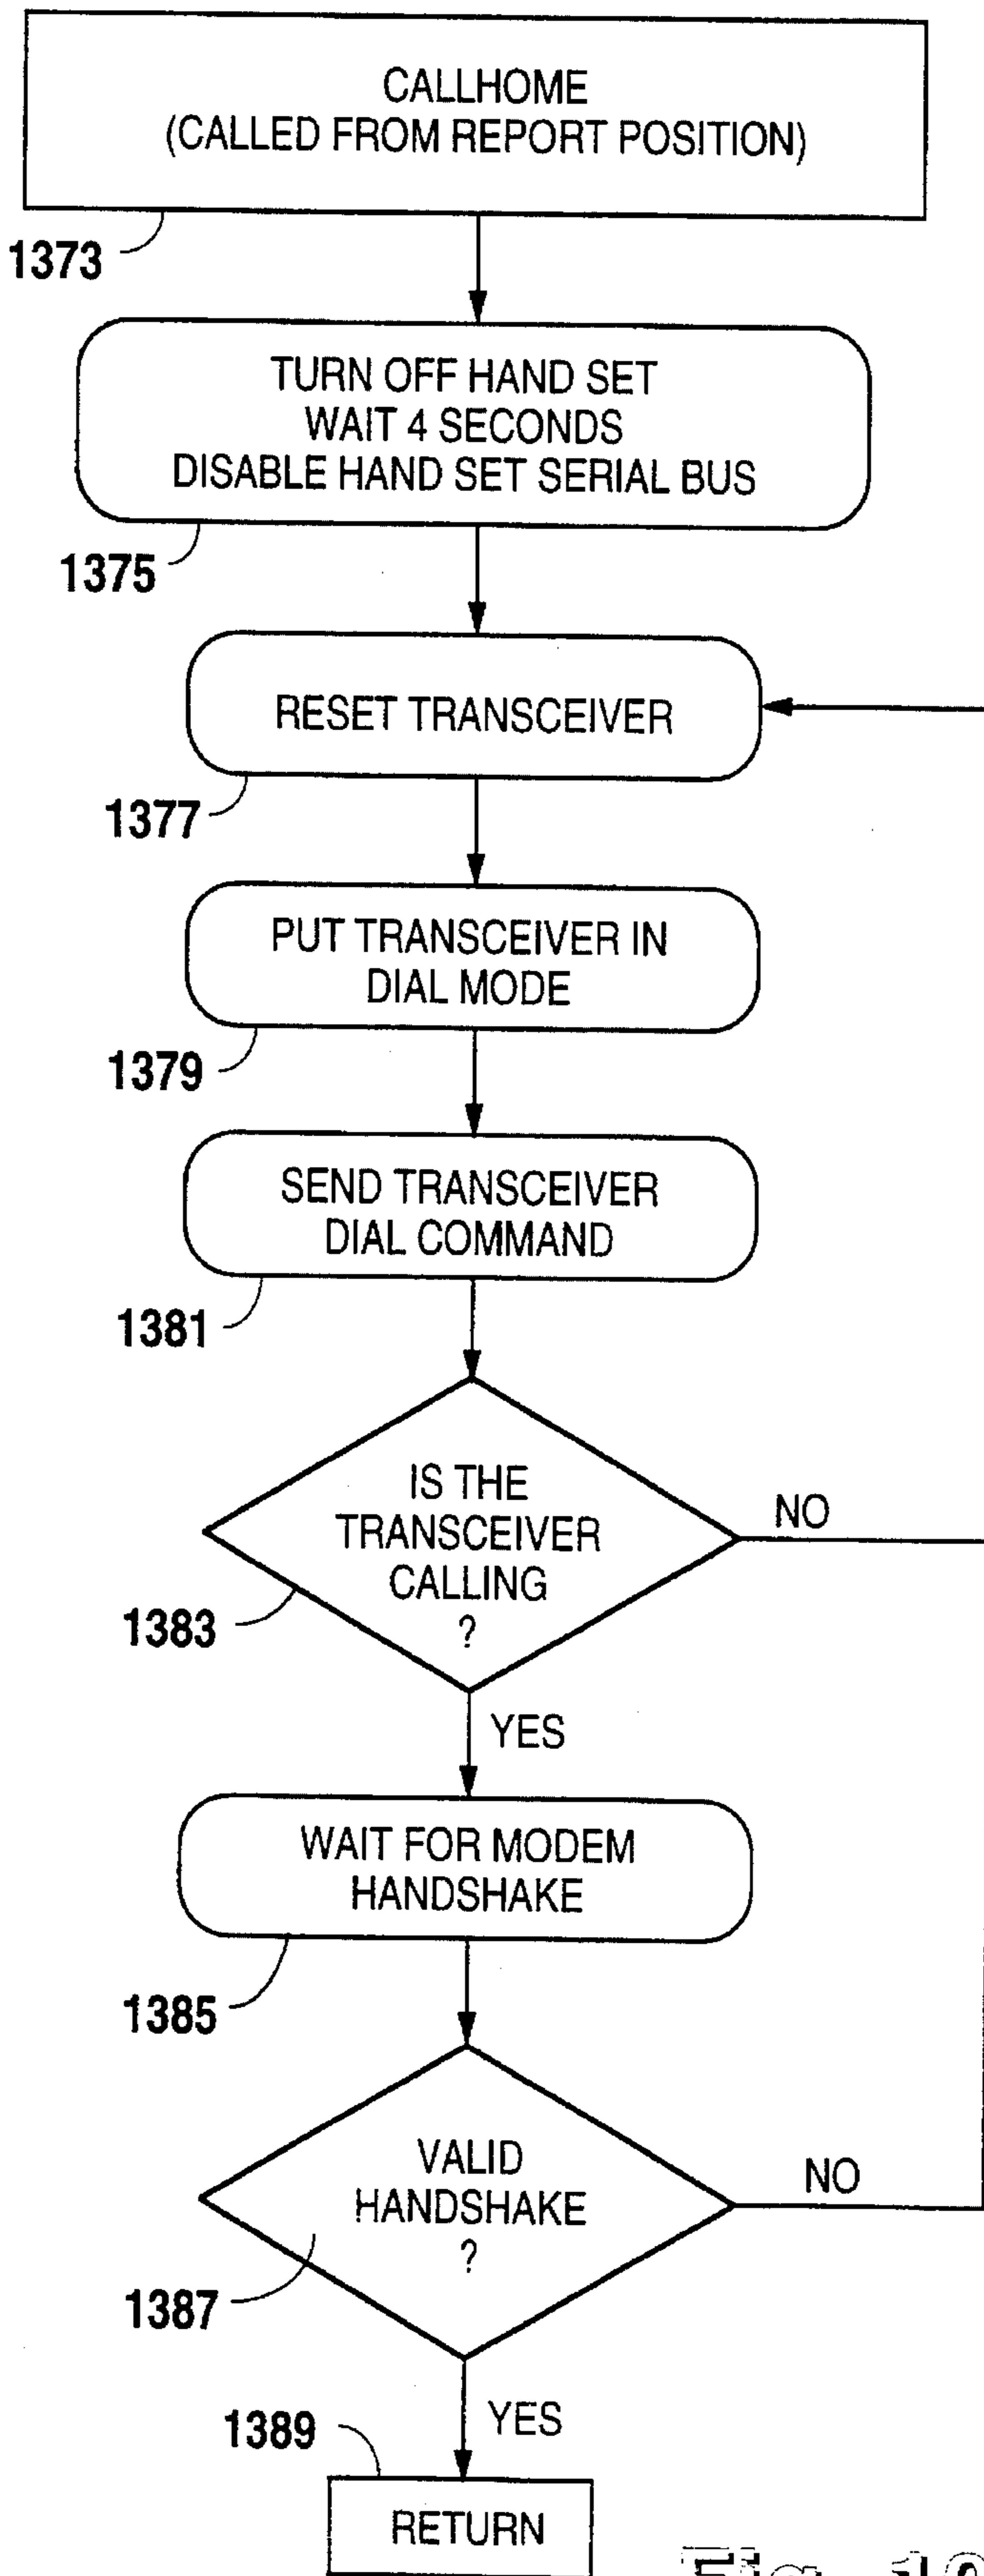 CALLHOME
(CALLED FROM REPORT POSITION)
1373
TURN OFF HAND SET
WAIT 4 SECONDS
DISABLE HAND SET SERIAL BUS
1375
RESET TRANSCEIVER
1377
PUT TRANSCEIVER IN
DIAL MODE
1379
SEND TRANSCEIVER
DIAL COMMAND
1381
IS THE
TRANSCEIVER
CALLING
?
NO
1383
YES
WAIT FOR MODEM
HANDSHAKE
1385
VALID
HANDSHAKE
?
NO
1387
YES
1389
RETURN